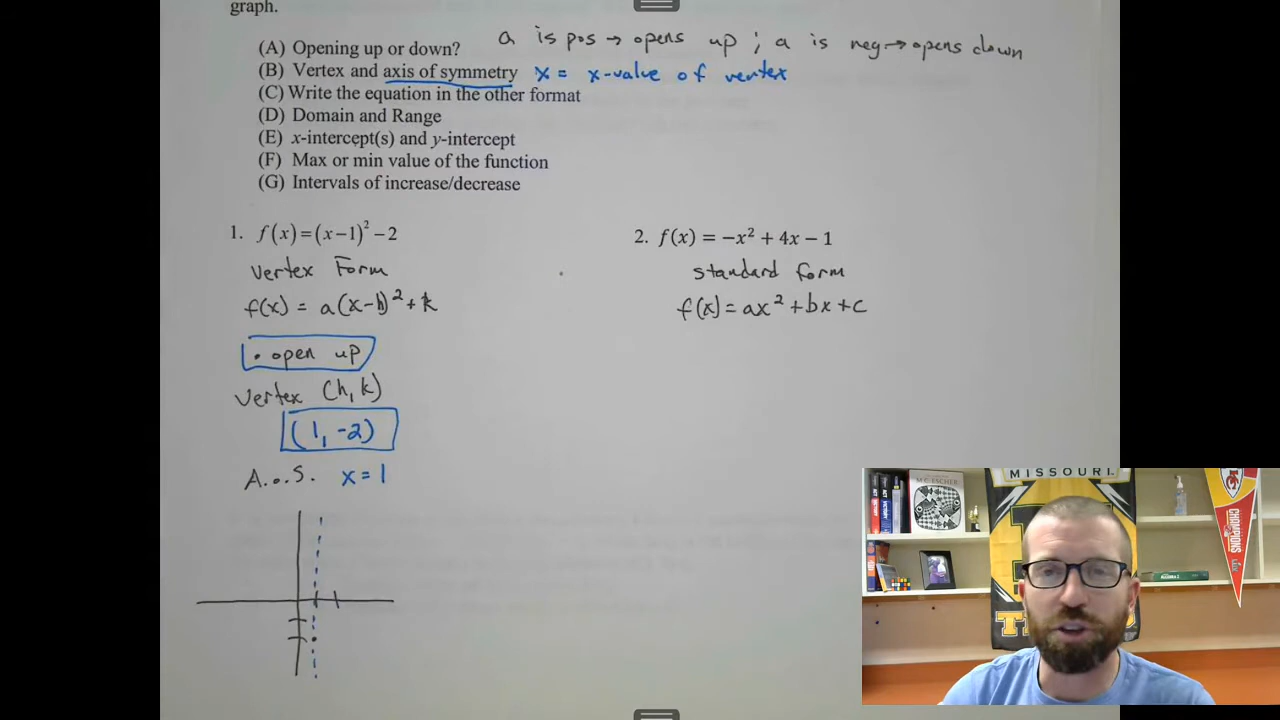 graph.
(A) Opening up or down? a is pos → opens up ; a is neg → opens down
(B) Vertex and axis of symmetry x = x-value of vertex
(C) Write the equation in the other format
(D) Domain and Range
(E) x-intercept(s) and y-intercept
(F) Max or min value of the function
(G) Intervals of increase/decrease
1. f(x)=(x−1)²−2
Vertex Form
f(x) = a(x-h)²+k
• open up
Vertex (h,k)
(1,-2)
A.o.S. x=1
2. f(x) = −x² + 4x − 1
standard form
f(x)=ax²+bx+c
MISSOURI
M.C. ESCHER
CHAMPIONS